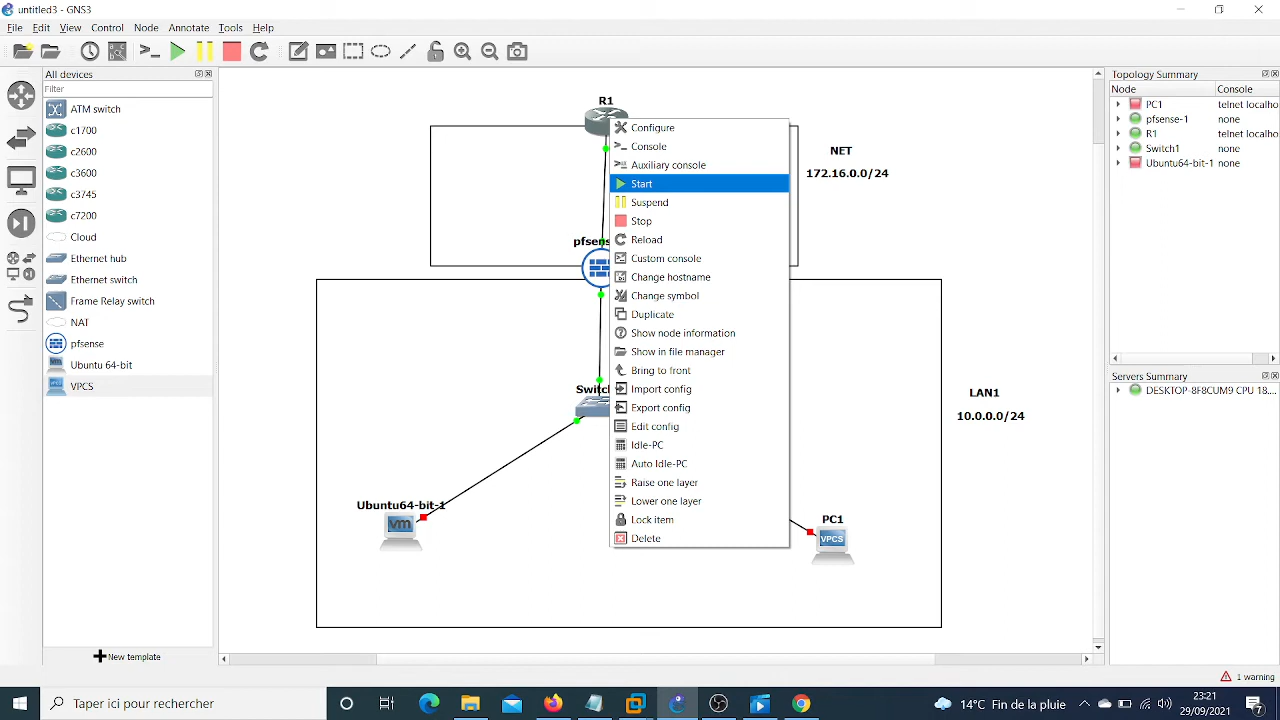 untitled3 - GNS3
File Edit View Control Node Annotate Tools Help
All devices
Filter
ATM switch
c1700
c2600
c3600
c3745
c7200
Cloud
Ethernet hub
Ethernet switch
Frame Relay switch
NAT
pfsense
Ubuntu 64-bit
VPCS
New template
R1
NET
172.16.0.0/24
pfsens
Switc
LAN1
10.0.0.0/24
Ubuntu64-bit-1
vm
PC1
VPCS
Configure
Console
Auxiliary console
Start
Suspend
Stop
Reload
Custom console
Change hostname
Change symbol
Duplicate
Show node information
Show in file manager
Bring to front
Import config
Export config
Edit config
Idle-PC
Auto Idle-PC
Raise one layer
Lower one layer
Lock item
Delete
Topology Summary
Node Console
PC1 telnet localho
pfsense-1 none
R1 telnet localho
Switch1 none
Ubuntu64-bit-1 none
Servers Summary
DESKTOP-8F8CUM9 CPU 18....
1 warning
Taper ici pour rechercher
14°C Fin de la pluie
23:21
29/09/2021